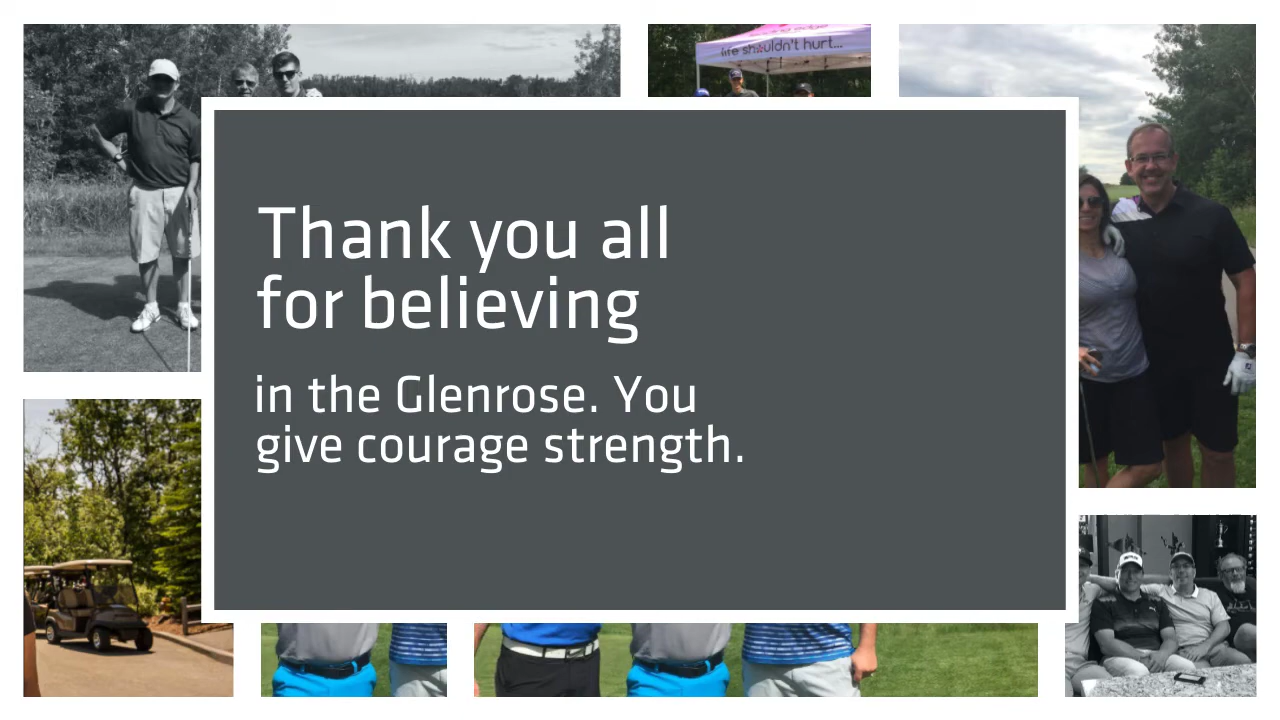 life shouldn't hurt...
Thank you all
for believing
in the Glenrose. You
give courage strength.